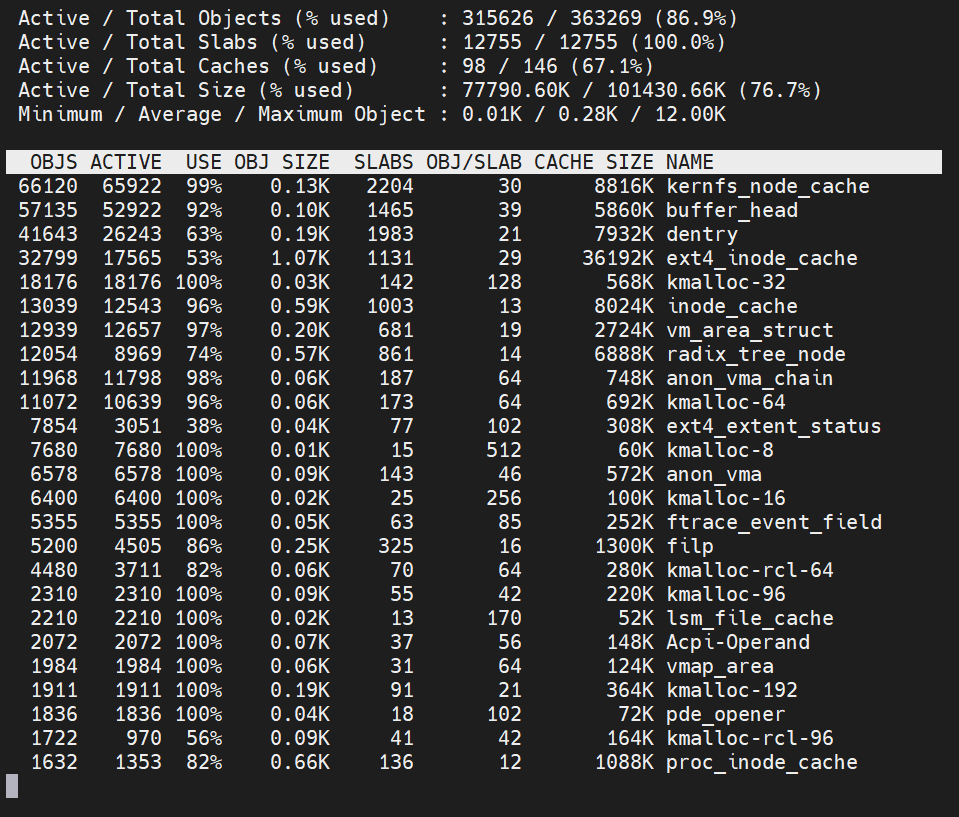 Active / Total Objects (% used)    : 315626 / 363269 (86.9%)
Active / Total Slabs (% used)      : 12755 / 12755 (100.0%)
Active / Total Caches (% used)     : 98 / 146 (67.1%)
Active / Total Size (% used)       : 77790.60K / 101430.66K (76.7%)
Minimum / Average / Maximum Object : 0.01K / 0.28K / 12.00K
  OBJS ACTIVE  USE OBJ SIZE  SLABS OBJ/SLAB CACHE SIZE NAME
 66120  65922  99%    0.13K   2204       30      8816K kernfs_node_cache
 57135  52922  92%    0.10K   1465       39      5860K buffer_head
 41643  26243  63%    0.19K   1983       21      7932K dentry
 32799  17565  53%    1.07K   1131       29     36192K ext4_inode_cache
 18176  18176 100%    0.03K    142      128       568K kmalloc-32
 13039  12543  96%    0.59K   1003       13      8024K inode_cache
 12939  12657  97%    0.20K    681       19      2724K vm_area_struct
 12054   8969  74%    0.57K    861       14      6888K radix_tree_node
 11968  11798  98%    0.06K    187       64       748K anon_vma_chain
 11072  10639  96%    0.06K    173       64       692K kmalloc-64
  7854   3051  38%    0.04K     77      102       308K ext4_extent_status
  7680   7680 100%    0.01K     15      512        60K kmalloc-8
  6578   6578 100%    0.09K    143       46       572K anon_vma
  6400   6400 100%    0.02K     25      256       100K kmalloc-16
  5355   5355 100%    0.05K     63       85       252K ftrace_event_field
  5200   4505  86%    0.25K    325       16      1300K filp
  4480   3711  82%    0.06K     70       64       280K kmalloc-rcl-64
  2310   2310 100%    0.09K     55       42       220K kmalloc-96
  2210   2210 100%    0.02K     13      170        52K lsm_file_cache
  2072   2072 100%    0.07K     37       56       148K Acpi-Operand
  1984   1984 100%    0.06K     31       64       124K vmap_area
  1911   1911 100%    0.19K     91       21       364K kmalloc-192
  1836   1836 100%    0.04K     18      102        72K pde_opener
  1722    970  56%    0.09K     41       42       164K kmalloc-rcl-96
  1632   1353  82%    0.66K    136       12      1088K proc_inode_cache